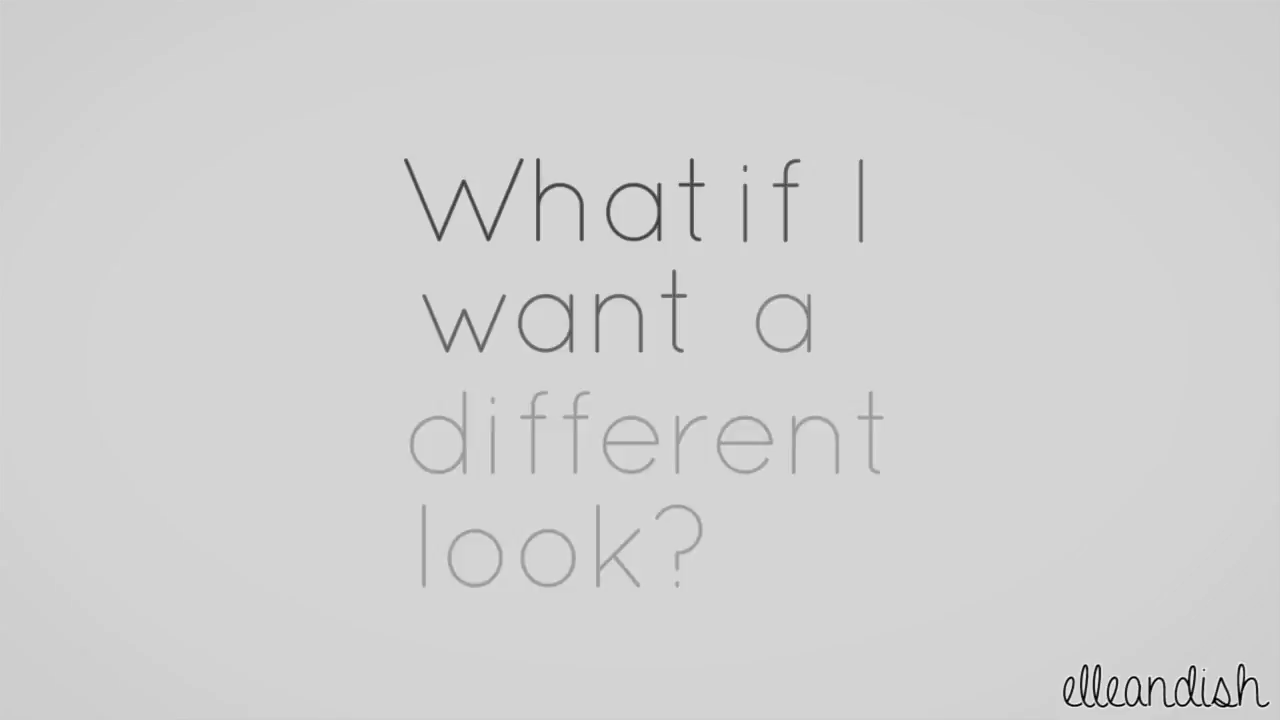 What if I
want a
different
look?
elleandish